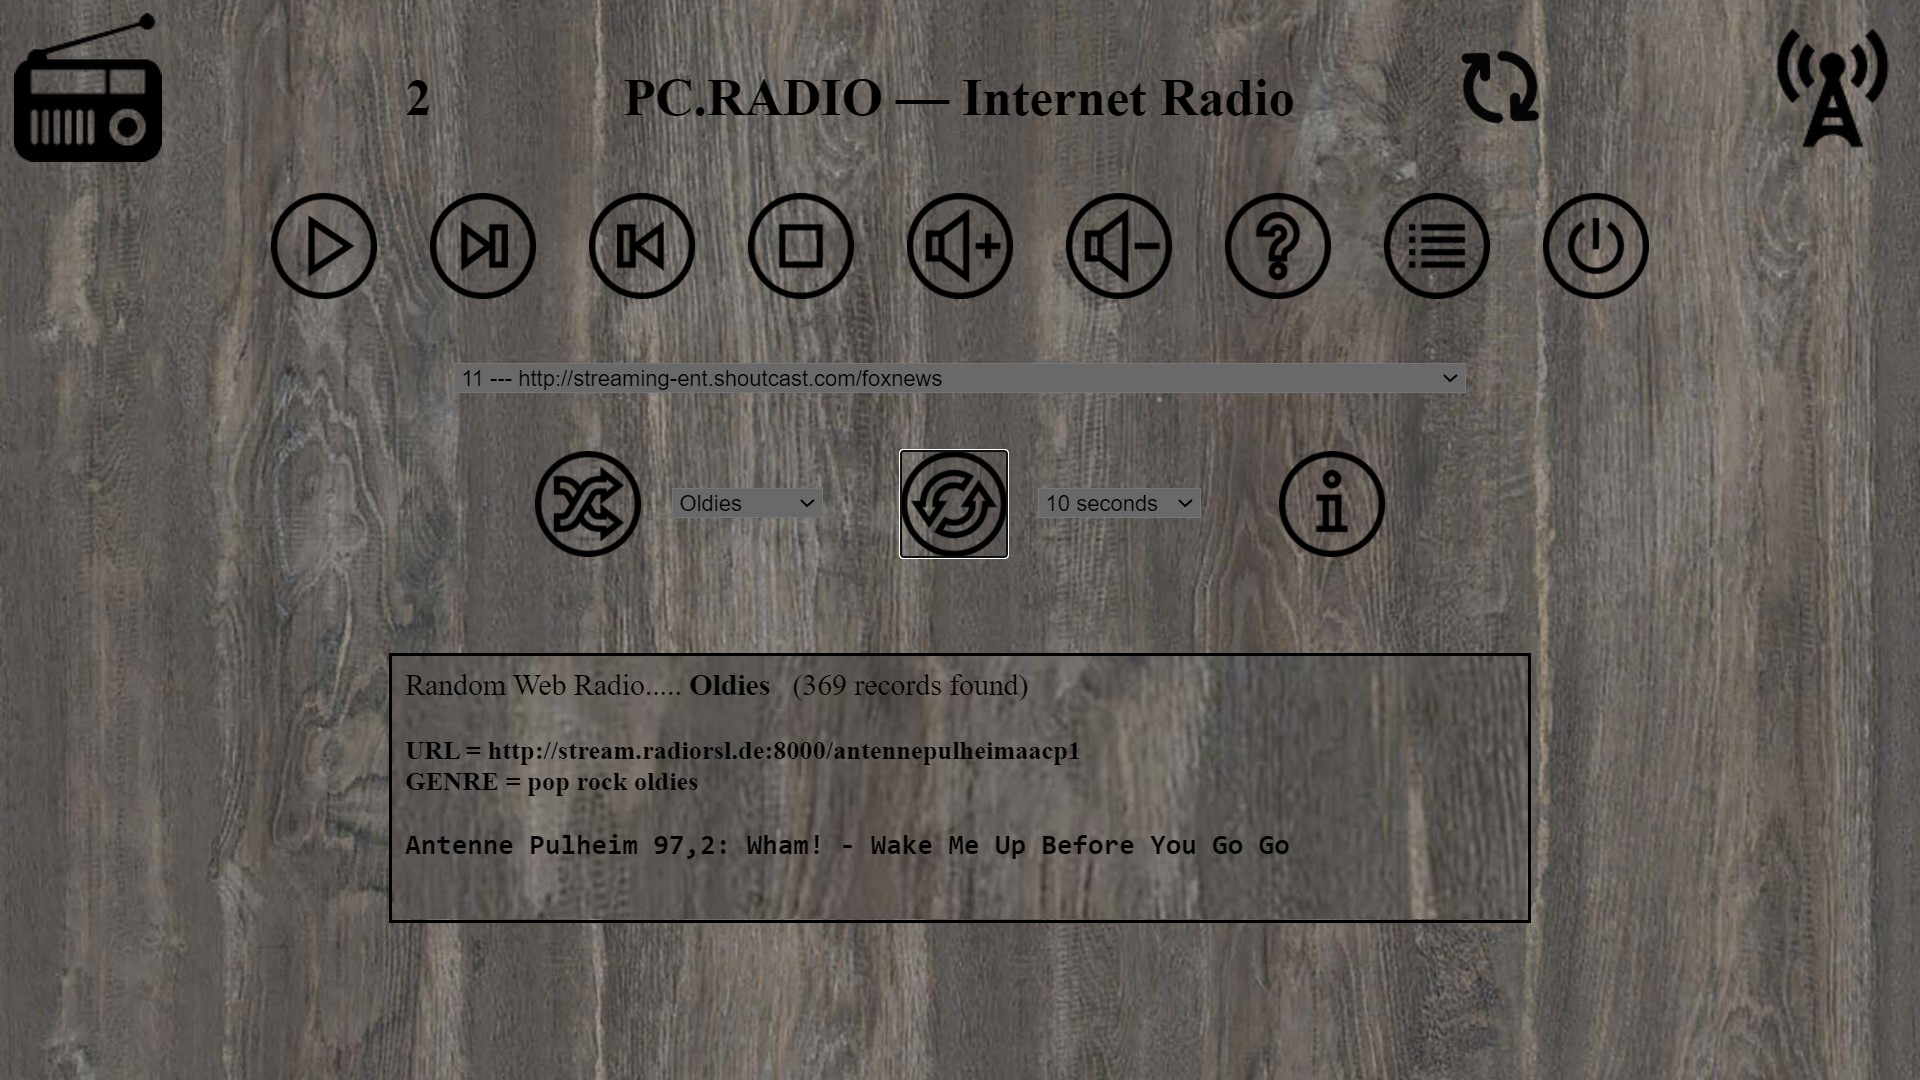 2
PC.RADIO — Internet Radio
11 --- http://streaming-ent.shoutcast.com/foxnews
Oldies
10 seconds
Random Web Radio..... Oldies (369 records found)
URL = http://stream.radiorsl.de:8000/antennepulheimaacp1
GENRE = pop rock oldies
Antenne Pulheim 97,2: Wham! - Wake Me Up Before You Go Go